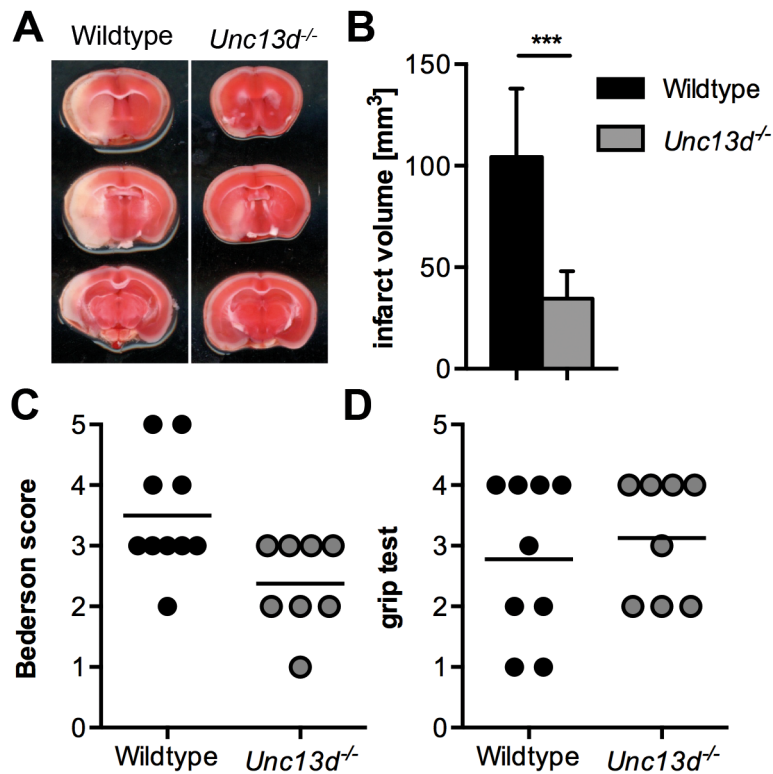 A
Wildtype Unc13d-/-
B
***
infarct volume [mm3]
150
100
50
0
Wildtype
Unc13d-/-
C
Bederson score
5
4
3
2
1
0
Wildtype Unc13d-/-
D
grip test
5
4
3
2
1
0
Wildtype Unc13d-/-